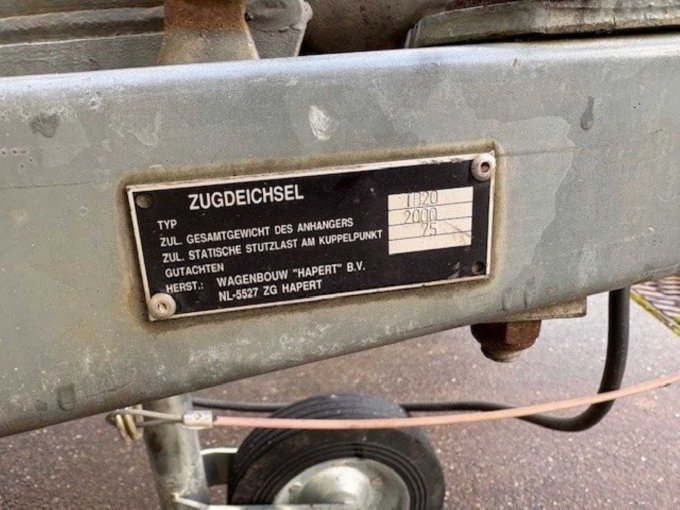 ZUGDEICHSEL
TYP TB20
ZUL. GESAMTGEWICHT DES ANHANGERS 2000
ZUL. STATISCHE STUTZLAST AM KUPPELPUNKT 75
GUTACHTEN
HERST.: WAGENBOUW "HAPERT" B.V.
NL-5527 ZG HAPERT